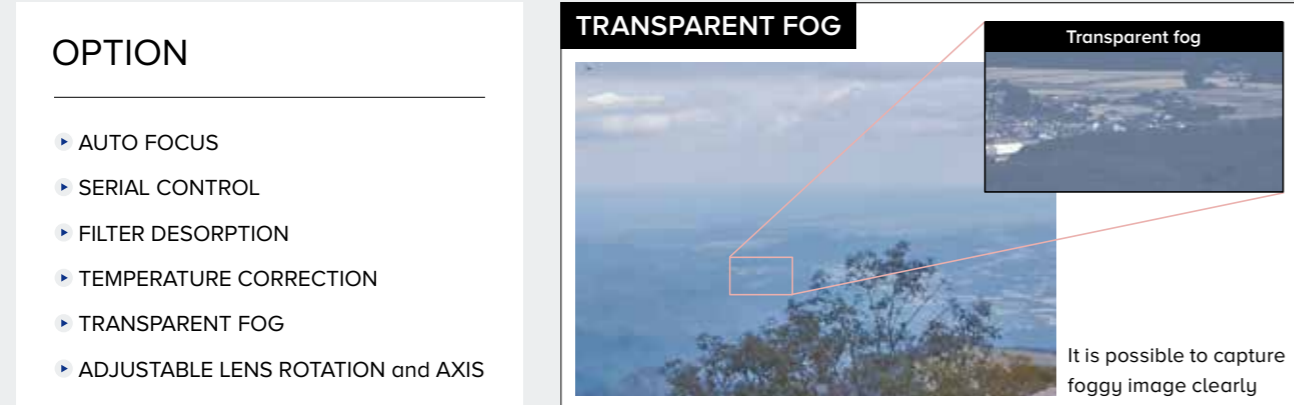 OPTION
AUTO FOCUS
SERIAL CONTROL
FILTER DESORPTION
TEMPERATURE CORRECTION
TRANSPARENT FOG
ADJUSTABLE LENS ROTATION and AXIS
TRANSPARENT FOG
Transparent fog
It is possible to capture
foggy image clearly